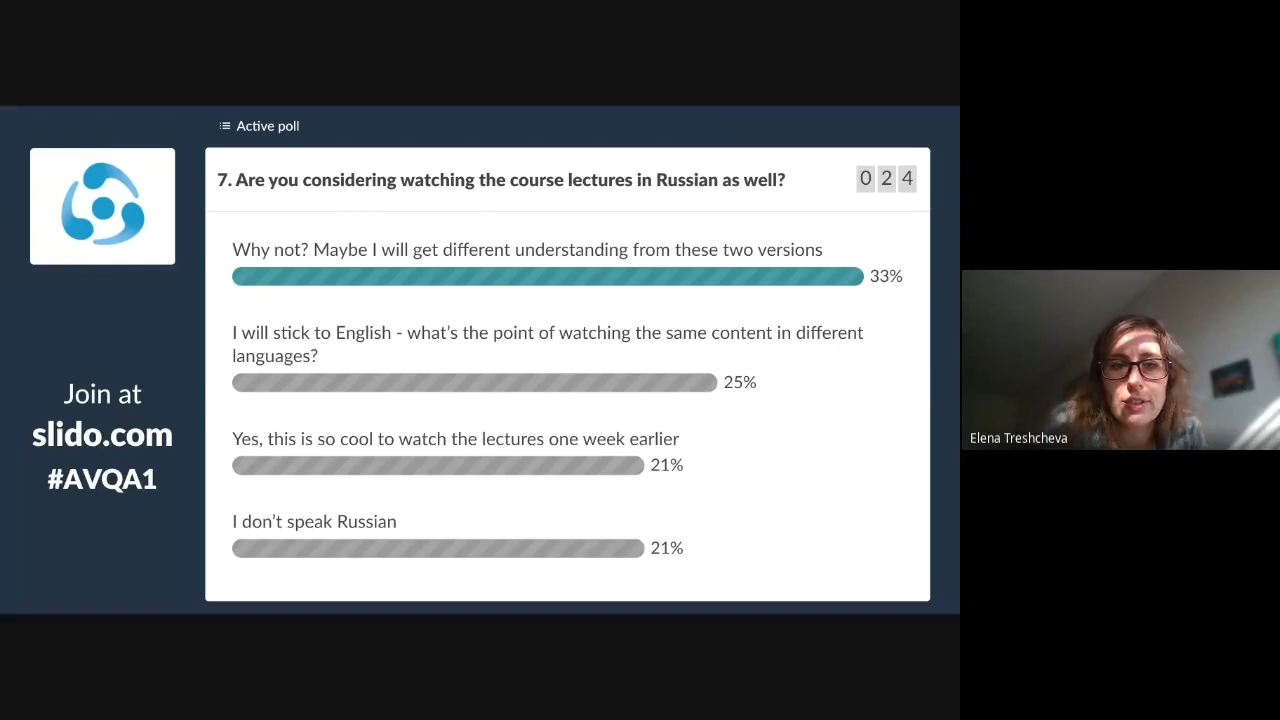 Active poll
7. Are you considering watching the course lectures in Russian as well?
024
Why not? Maybe I will get different understanding from these two versions
33%
I will stick to English - what's the point of watching the same content in different
languages?
25%
Yes, this is so cool to watch the lectures one week earlier
21%
I don't speak Russian
21%
Join at
slido.com
#AVQA1
Elena Treshcheva